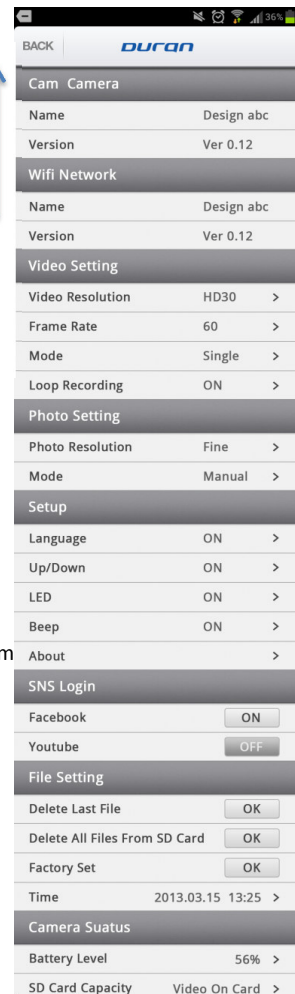 36%
BACK DURAN
Cam Camera
Name Design abc
Version Ver 0.12
Wifi Network
Name Design abc
Version Ver 0.12
Video Setting
Video Resolution HD30 >
Frame Rate 60 >
Mode Single >
Loop Recording ON >
Photo Setting
Photo Resolution Fine >
Mode Manual >
Setup
Language ON >
Up/Down ON >
LED ON >
Beep ON >
m
About >
SNS Login
Facebook ON
Youtube OFF
File Setting
Delete Last File OK
Delete All Files From SD Card OK
Factory Set OK
Time 2013.03.15 13:25 >
Camera Suatus
Battery Level 56% >
SD Card Capacity Video On Card >